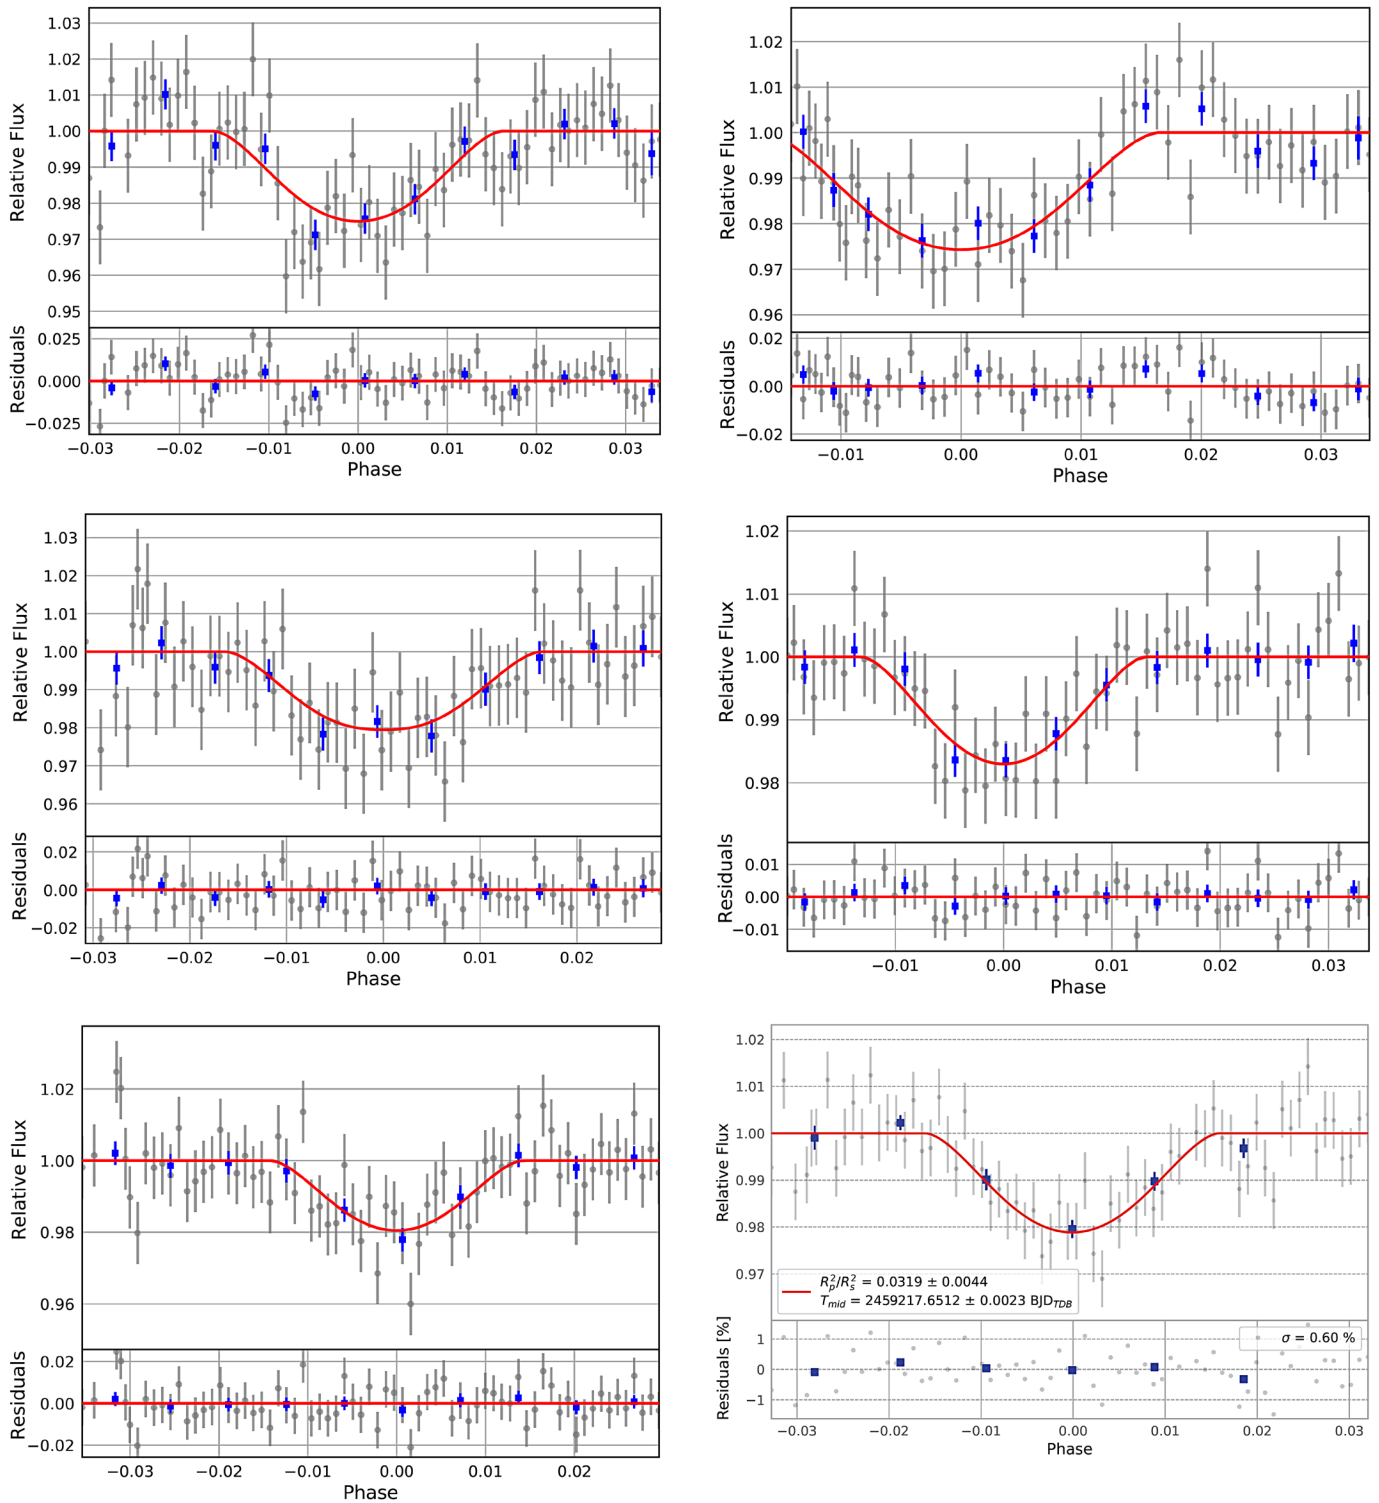 1.03
1.02
1.01
1.00
0.99
0.98
0.97
0.96
0.95
Relative Flux
0.025
0.000
−0.025
Residuals
−0.03 −0.02 −0.01 0.00 0.01 0.02 0.03
Phase
1.02
1.01
1.00
0.99
0.98
0.97
0.96
Relative Flux
0.02
0.00
−0.02
Residuals
−0.01 0.00 0.01 0.02 0.03
Phase
1.03
1.02
1.01
1.00
0.99
0.98
0.97
0.96
Relative Flux
0.02
0.00
−0.02
Residuals
−0.03 −0.02 −0.01 0.00 0.01 0.02
Phase
1.02
1.01
1.00
0.99
0.98
Relative Flux
0.01
0.00
−0.01
Residuals
−0.01 0.00 0.01 0.02 0.03
Phase
1.02
1.00
0.98
0.96
Relative Flux
0.02
0.00
−0.02
Residuals
−0.03 −0.02 −0.01 0.00 0.01 0.02
Phase
1.02
1.01
1.00
0.99
0.98
0.97
Relative Flux
R²ₚ/R²ₛ = 0.0319 ± 0.0044
T_mid = 2459217.6512 ± 0.0023 BJD_TDB
1
0
−1
Residuals [%]
σ = 0.60 %
−0.03 −0.02 −0.01 0.00 0.01 0.02 0.03
Phase